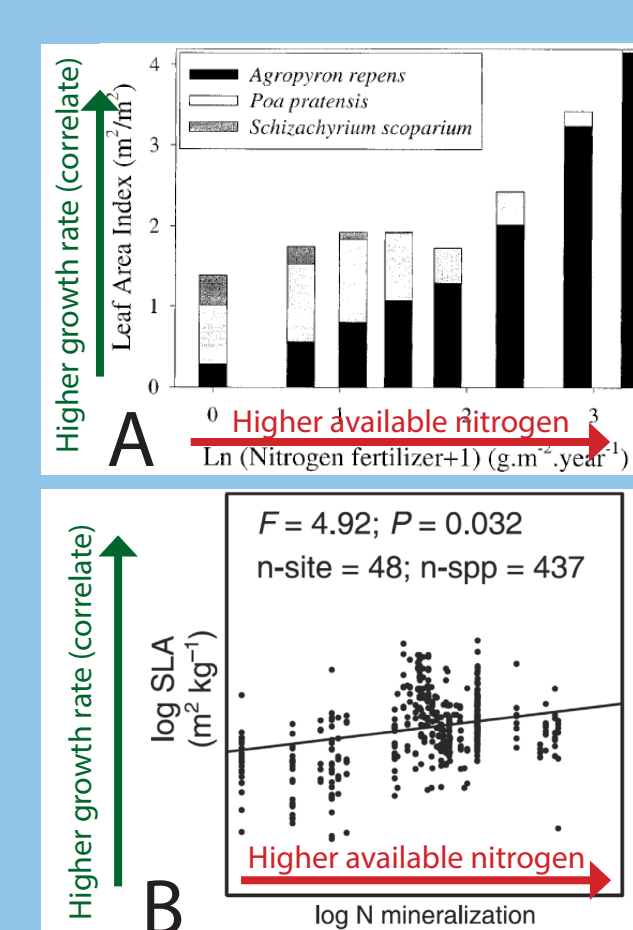 Higher growth rate (correlate)
Leaf Area Index (m²/m²)
4
3
2
1
0
Agropyron repens
Poa pratensis
Schizachyrium scoparium
0 1 2 3
Higher available nitrogen
Ln (Nitrogen fertilizer+1) (g.m⁻².year⁻¹)
A
Higher growth rate (correlate)
log SLA
(m² kg⁻¹)
F = 4.92; P = 0.032
n-site = 48; n-spp = 437
Higher available nitrogen
log N mineralization
B